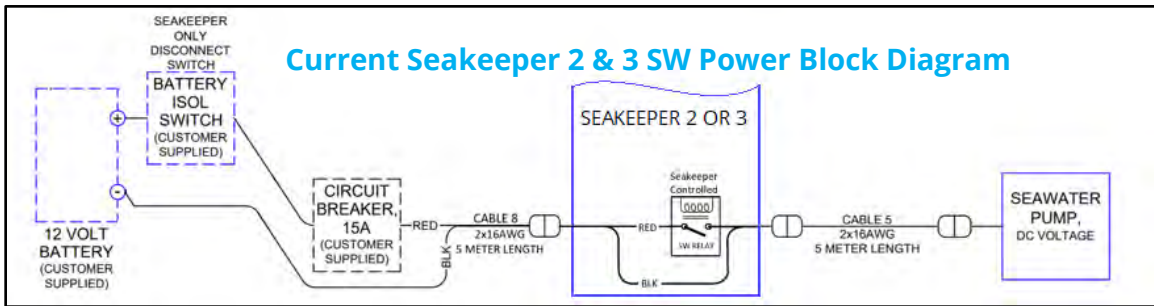 SEAKEEPER
ONLY
DISCONNECT
SWITCH
Current Seakeeper 2 & 3 SW Power Block Diagram
BATTERY
ISOL
SWITCH
(CUSTOMER
SUPPLIED)
+
-
12 VOLT
BATTERY
(CUSTOMER
SUPPLIED)
CIRCUIT
BREAKER,
15A
(CUSTOMER
SUPPLIED)
RED
BLK
CABLE 8
2x16AWG
5 METER LENGTH
SEAKEEPER 2 OR 3
Seakeeper
Controlled
RED
SW RELAY
BLK
CABLE 5
2x16AWG
5 METER LENGTH
SEAWATER
PUMP,
DC VOLTAGE